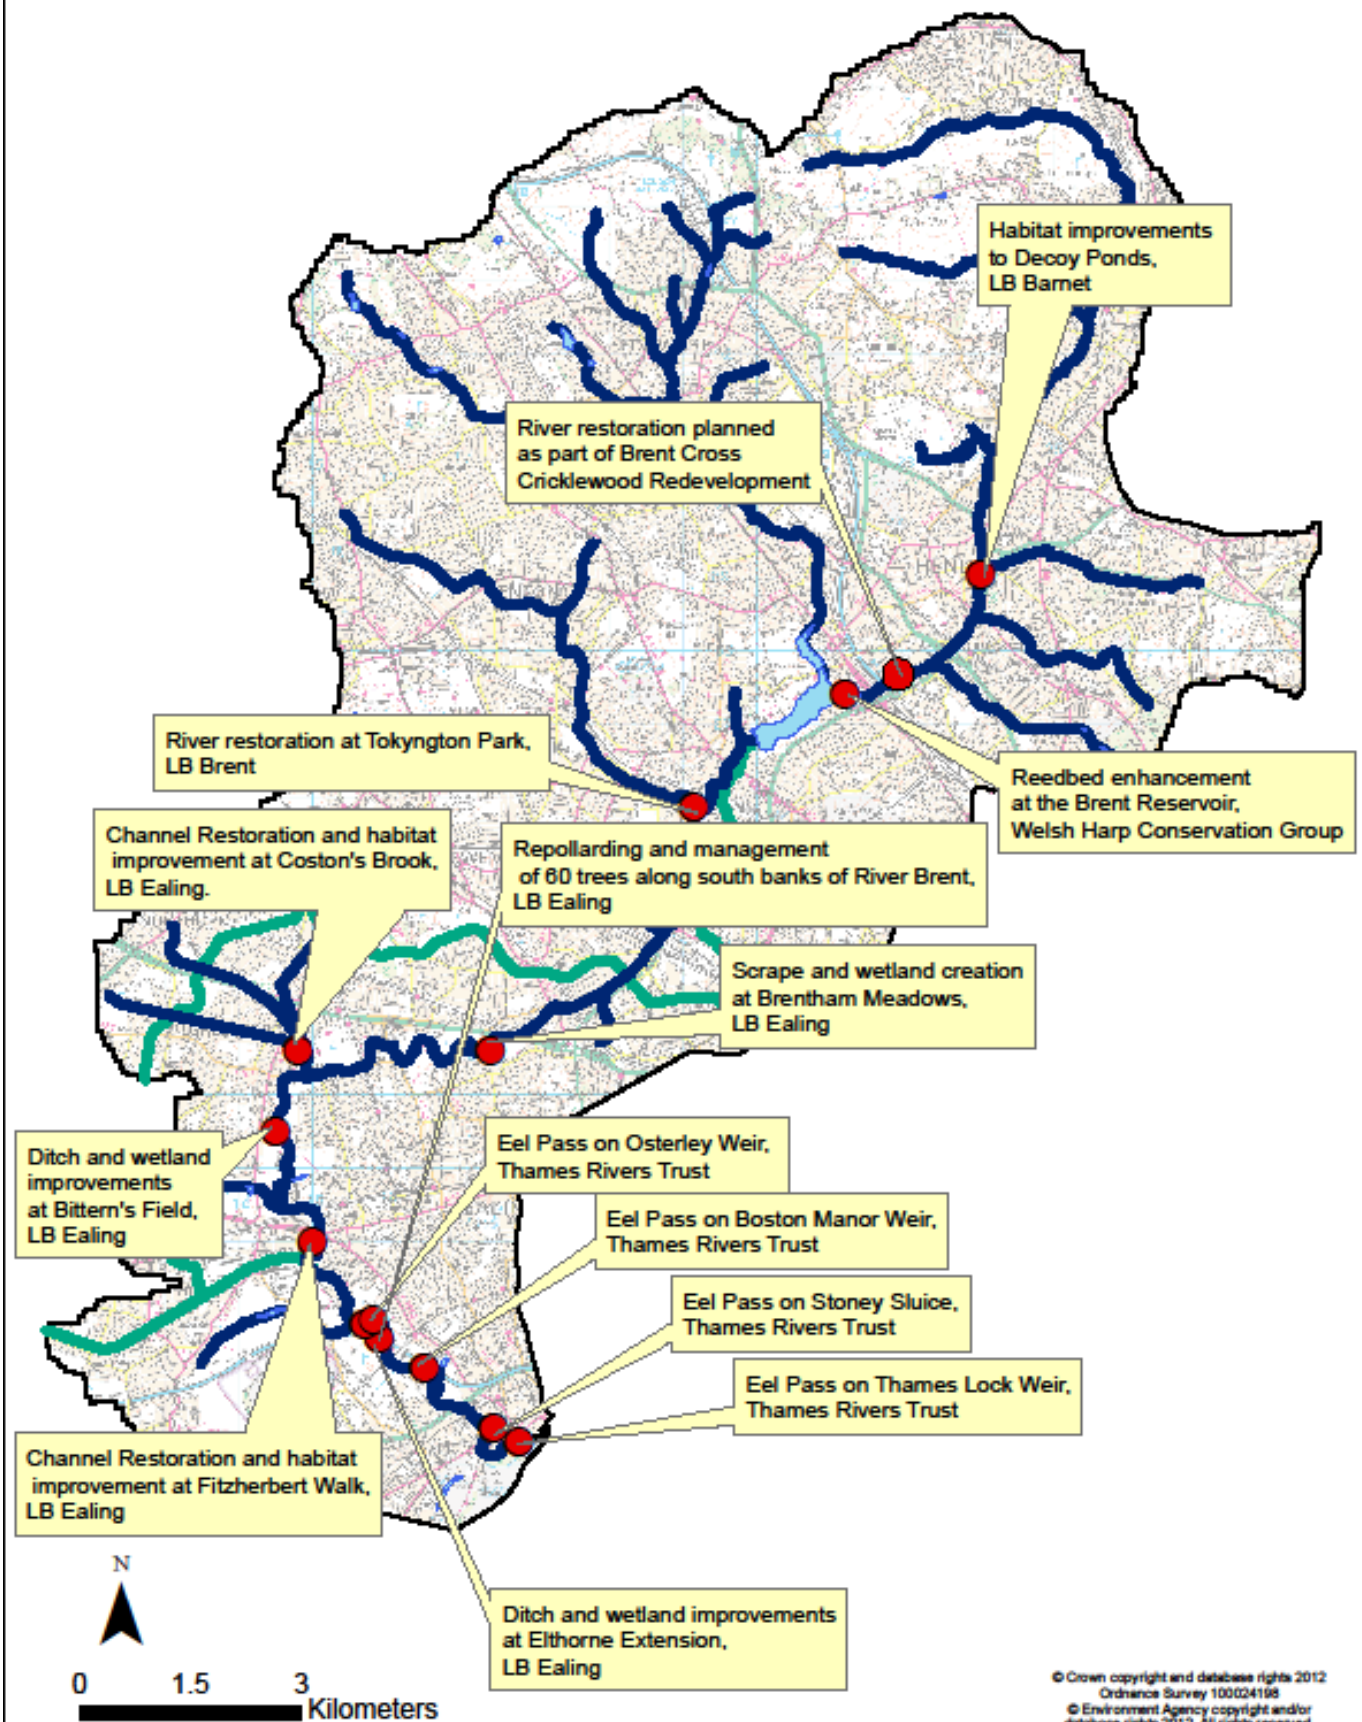 Habitat improvements
to Decoy Ponds,
LB Barnet
River restoration planned
as part of Brent Cross
Cricklewood Redevelopment
River restoration at Tokyngton Park,
LB Brent
Reedbed enhancement
at the Brent Reservoir,
Welsh Harp Conservation Group
Channel Restoration and habitat
improvement at Coston's Brook,
LB Ealing.
Repollarding and management
of 60 trees along south banks of River Brent,
LB Ealing
Scrape and wetland creation
at Brentham Meadows,
LB Ealing
Ditch and wetland
improvements
at Bittern's Field,
LB Ealing
Eel Pass on Osterley Weir,
Thames Rivers Trust
Eel Pass on Boston Manor Weir,
Thames Rivers Trust
Eel Pass on Stoney Sluice,
Thames Rivers Trust
Eel Pass on Thames Lock Weir,
Thames Rivers Trust
Channel Restoration and habitat
improvement at Fitzherbert Walk,
LB Ealing
Ditch and wetland improvements
at Elthorne Extension,
LB Ealing
N
0 1.5 3
Kilometers
© Crown copyright and database rights 2012
Ordnance Survey 100024198
© Environment Agency copyright and/or